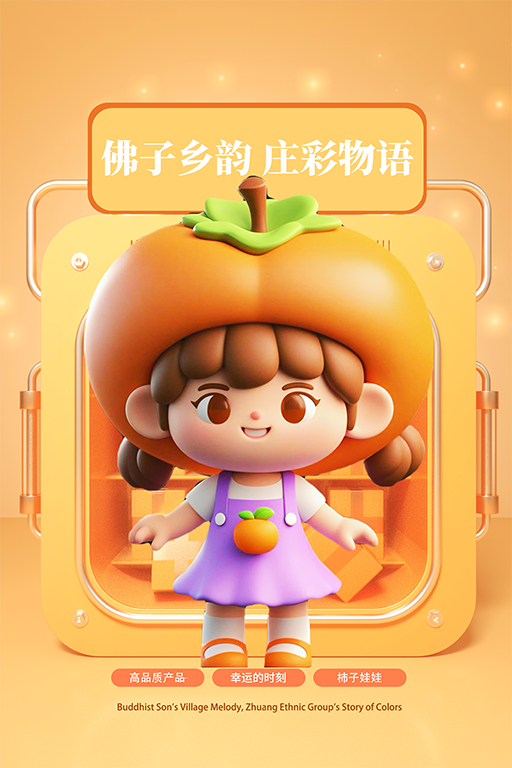 佛子乡韵 庄彩物语
高品质产品 幸运的时刻 柿子娃娃
Buddhist Son's Village Melody, Zhuang Ethnic Group's Story of Colors